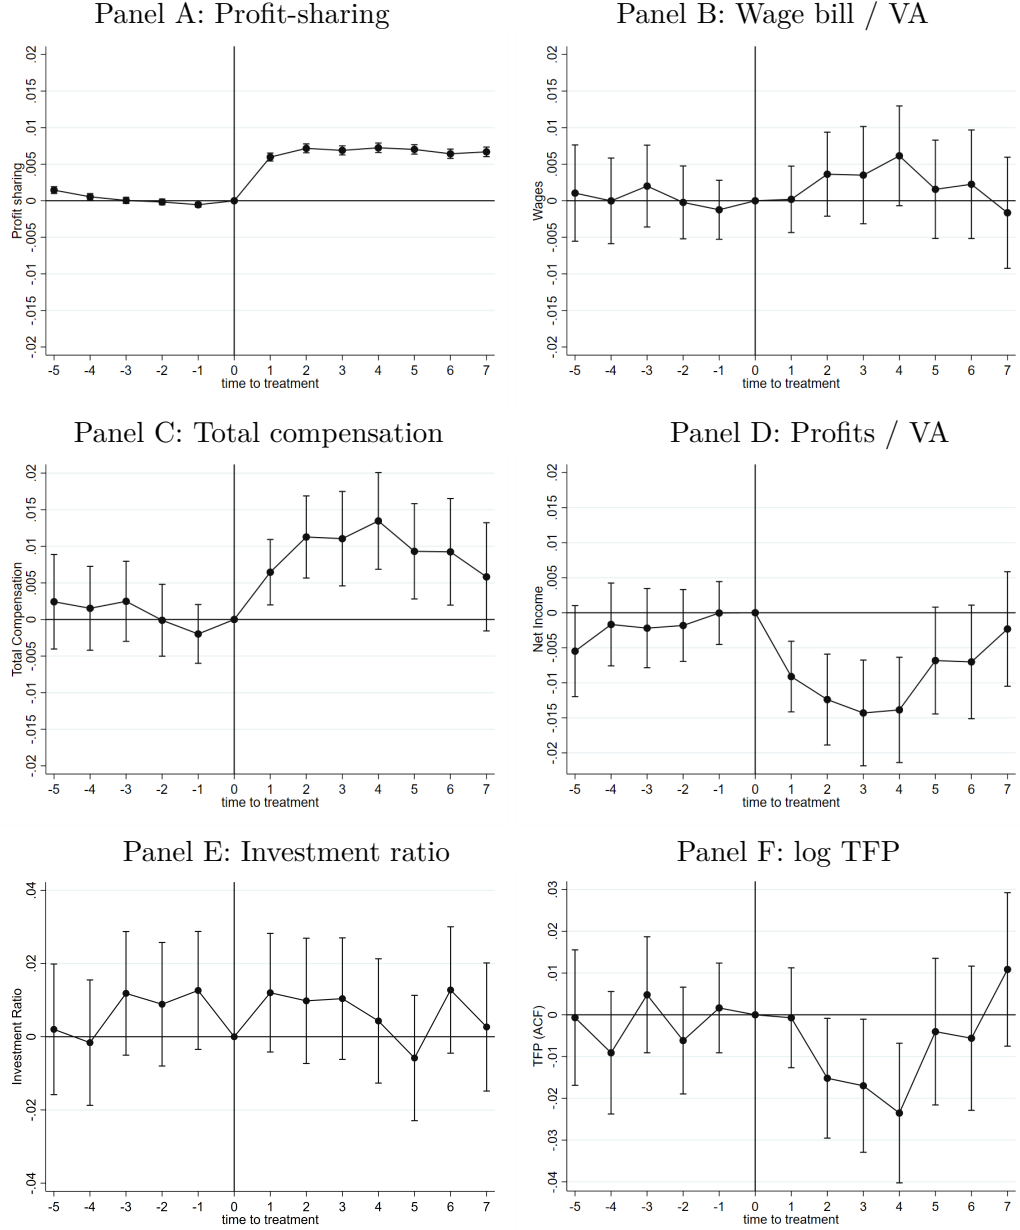 Panel A: Profit-sharing
Profit sharing
.02
.015
.01
.005
0
-.005
-.01
-.015
-.02
-5 -4 -3 -2 -1 0 1 2 3 4 5 6 7
time to treatment
Panel B: Wage bill / VA
Wages
.02
.015
.01
.005
0
-.005
-.01
-.015
-.02
-5 -4 -3 -2 -1 0 1 2 3 4 5 6 7
time to treatment
Panel C: Total compensation
Total Compensation
.02
.015
.01
.005
0
-.005
-.01
-.015
-.02
-5 -4 -3 -2 -1 0 1 2 3 4 5 6 7
time to treatment
Panel D: Profits / VA
Net Income
.02
.015
.01
.005
0
-.005
-.01
-.015
-.02
-5 -4 -3 -2 -1 0 1 2 3 4 5 6 7
time to treatment
Panel E: Investment ratio
Investment Ratio
.04
.02
0
-.02
-.04
-5 -4 -3 -2 -1 0 1 2 3 4 5 6 7
time to treatment
Panel F: log TFP
TFP (ACF)
.03
.02
.01
0
-.01
-.02
-.03
-.04
-5 -4 -3 -2 -1 0 1 2 3 4 5 6 7
time to treatment